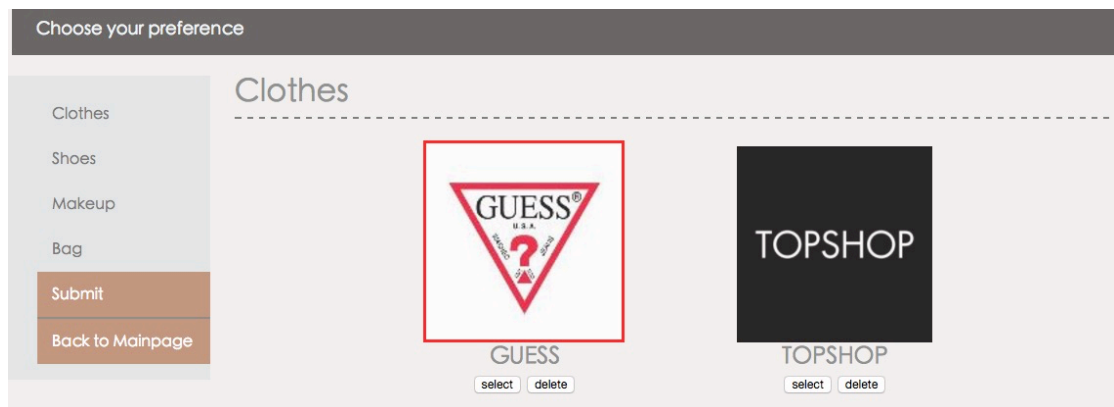 Choose your preference
Clothes
Shoes
Makeup
Bag
Submit
Back to Mainpage
Clothes
GUESS®
U.S.A.
?
GUESS
select delete
TOPSHOP
TOPSHOP
select delete